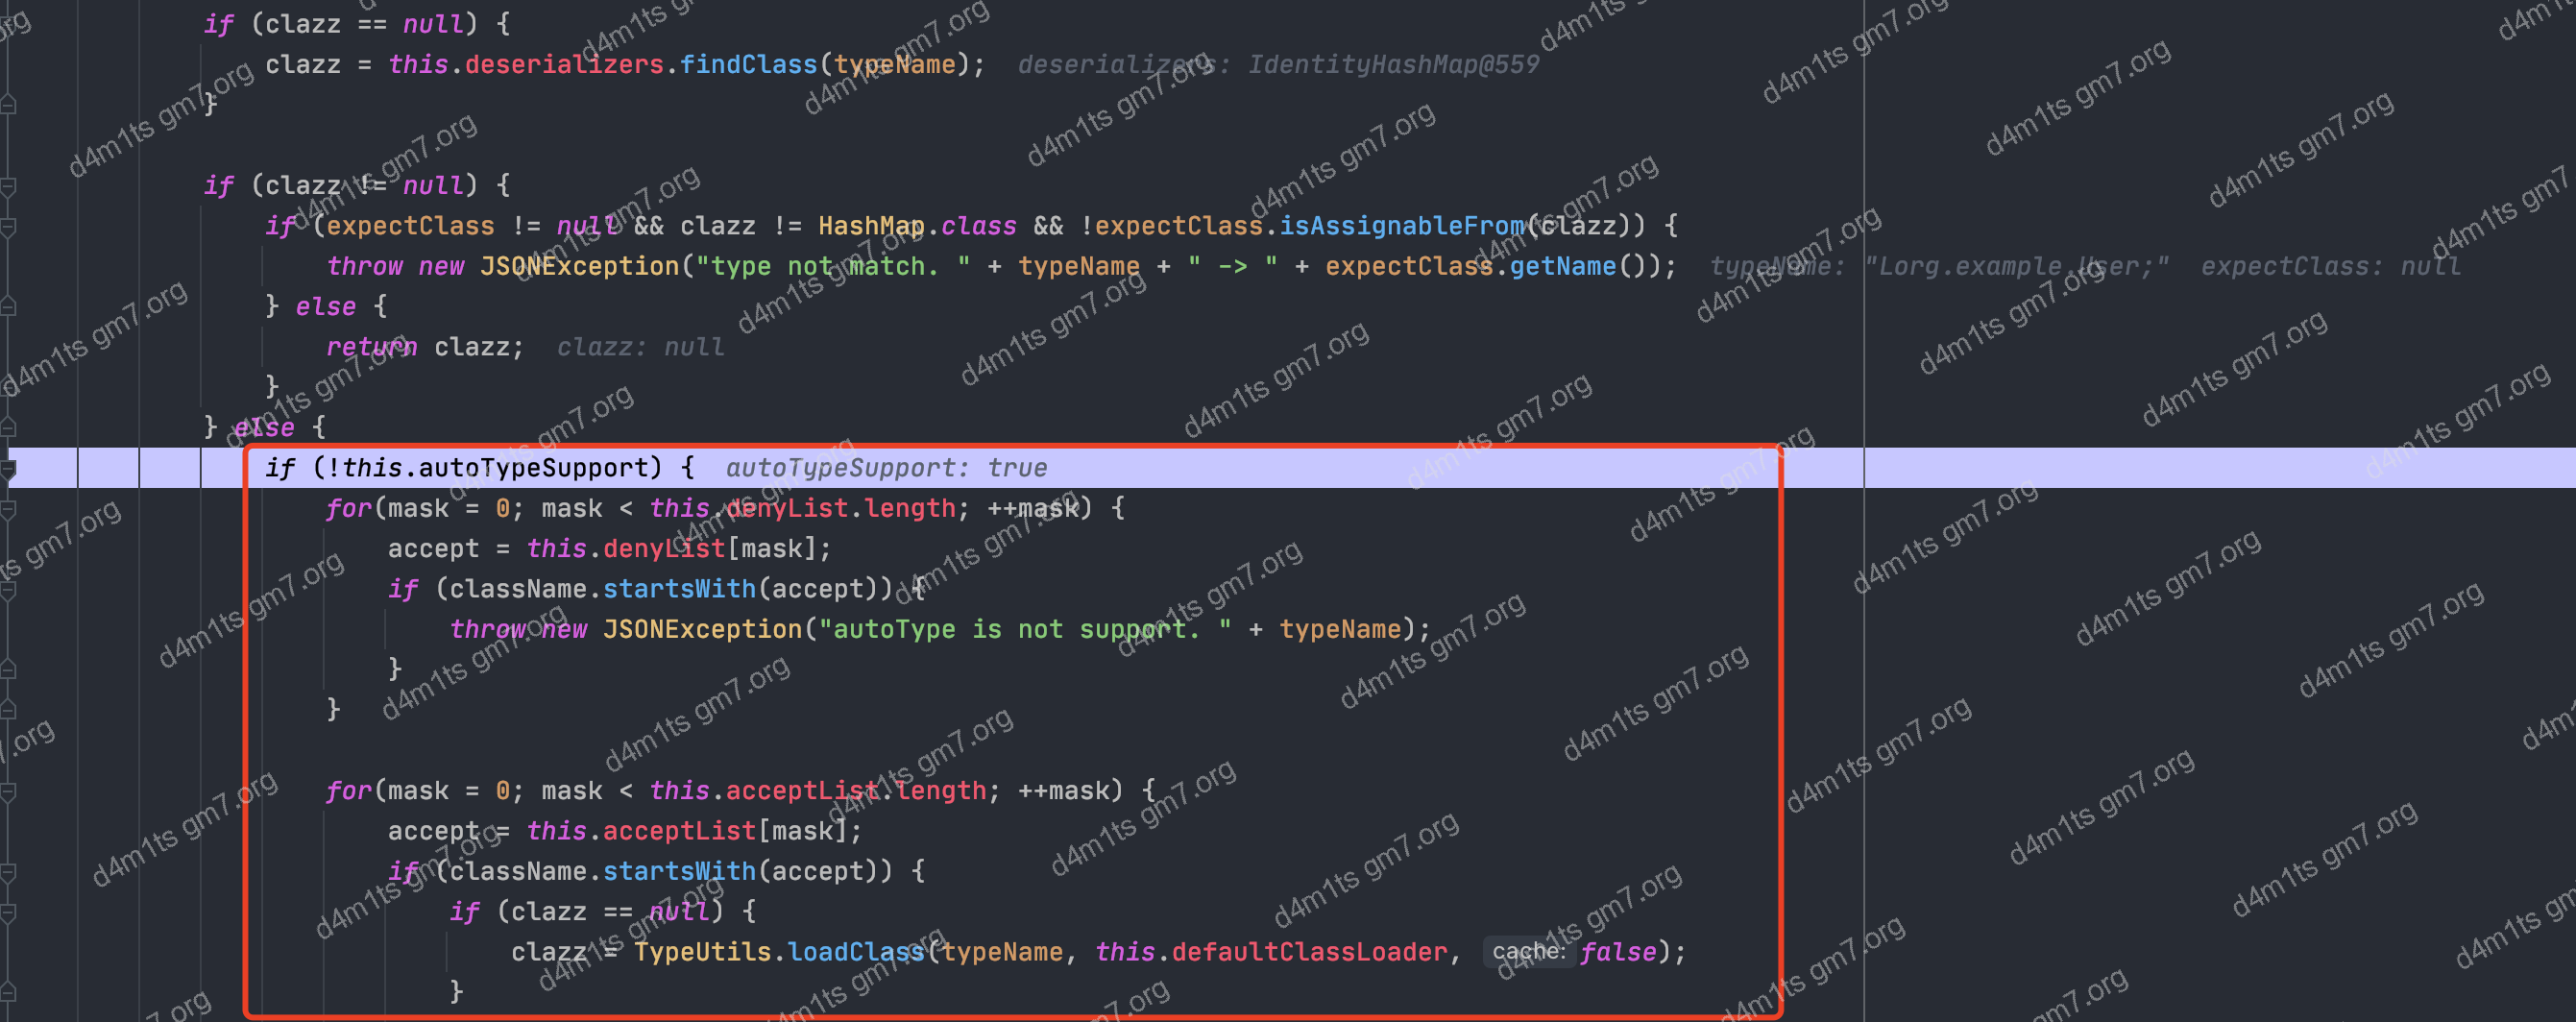 if (clazz == null) {
clazz = this.deserializers.findClass(typeName);  deserializers: IdentityHashMap@559
}
if (clazz != null) {
if (expectClass != null && clazz != HashMap.class && !expectClass.isAssignableFrom(clazz)) {
throw new JSONException("type not match. " + typeName + " -> " + expectClass.getName());  typeName: "Lorg.example.User;"  expectClass: null
} else {
return clazz;  clazz: null
}
} else {
if (!this.autoTypeSupport) {  autoTypeSupport: true
for(mask = 0; mask < this.denyList.length; ++mask) {
accept = this.denyList[mask];
if (className.startsWith(accept)) {
throw new JSONException("autoType is not support. " + typeName);
}
}
for(mask = 0; mask < this.acceptList.length; ++mask) {
accept = this.acceptList[mask];
if (className.startsWith(accept)) {
if (clazz == null) {
clazz = TypeUtils.loadClass(typeName, this.defaultClassLoader, cache: false);
}
d4m1ts gm7.org